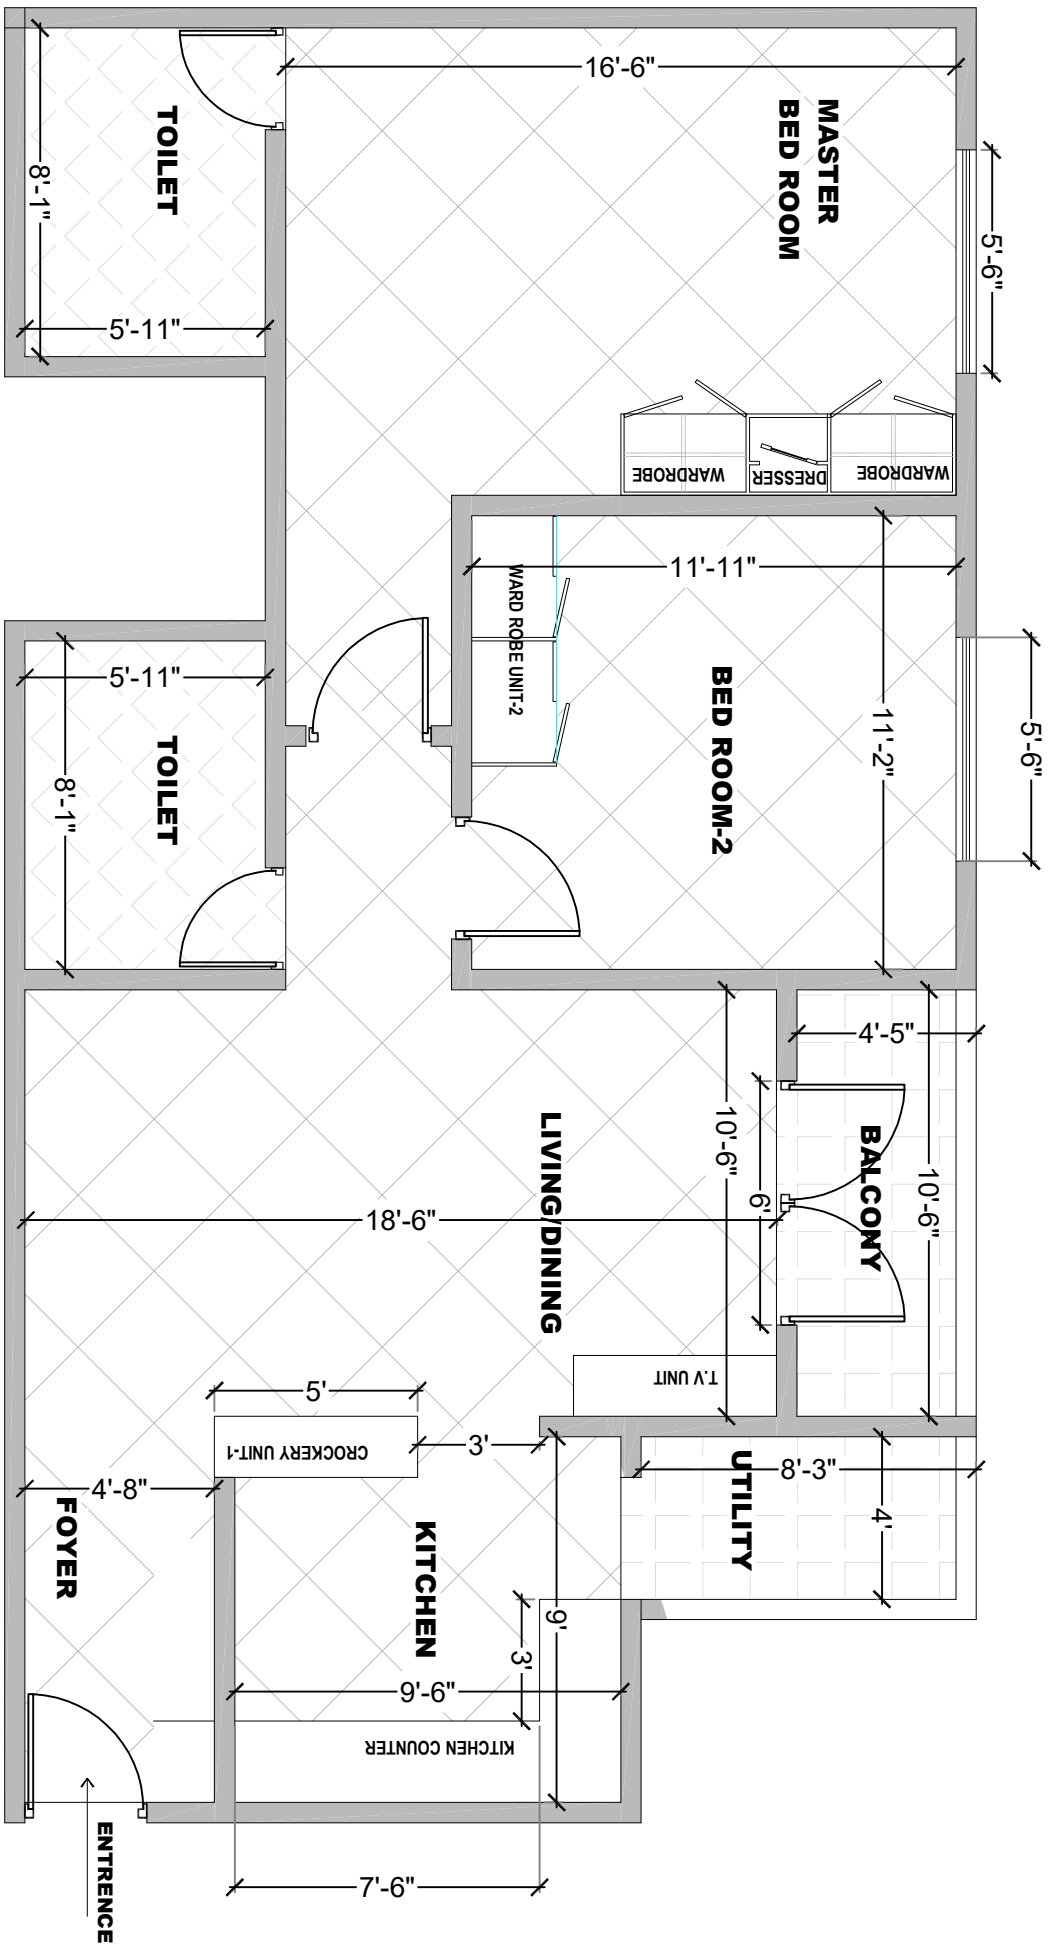 16'-6"
MASTER
BED ROOM
TOILET
8'-1"
5'-11"
5'-6"
WARDROBE
DRESSER
WARDROBE
11'-11"
WARD ROBE UNIT-2
BED ROOM-2
11'-2"
5'-6"
5'-11"
TOILET
8'-1"
4'-5"
BALCONY
10'-6"
10'-6"
6'
LIVING/DINING
18'-6"
T.V UNIT
5'
CROCKERY UNIT-1
3'
4'-8"
FOYER
UTILITY
8'-3"
4'
KITCHEN
9'
3'
9'-6"
KITCHEN COUNTER
ENTRENCE
7'-6"